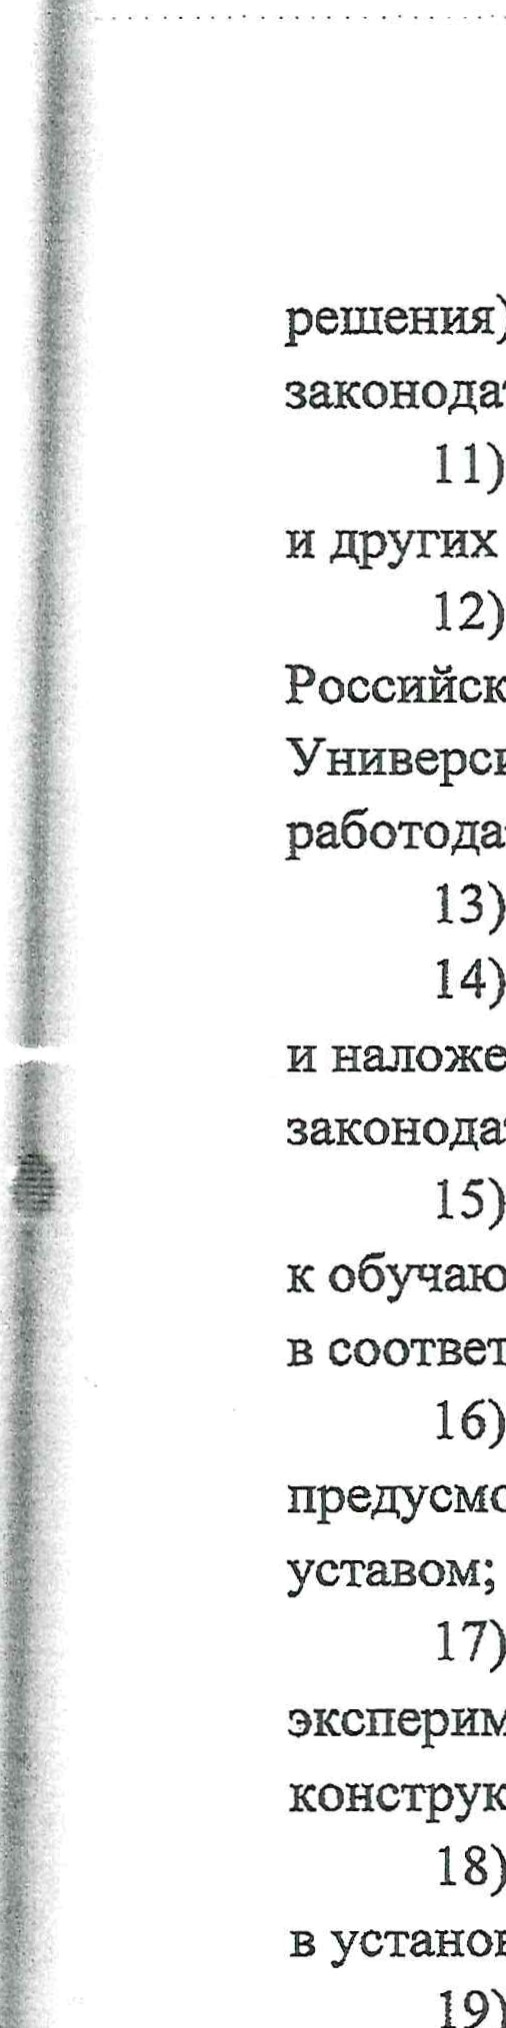 решения)
законода
11)
и других
12)
Российск
Универси
работода
13)
14)
и наложе
законода
15)
к обучаю
в соответ
16)
предусмо
уставом;
17)
эксперим
конструк
18)
в установ
19)